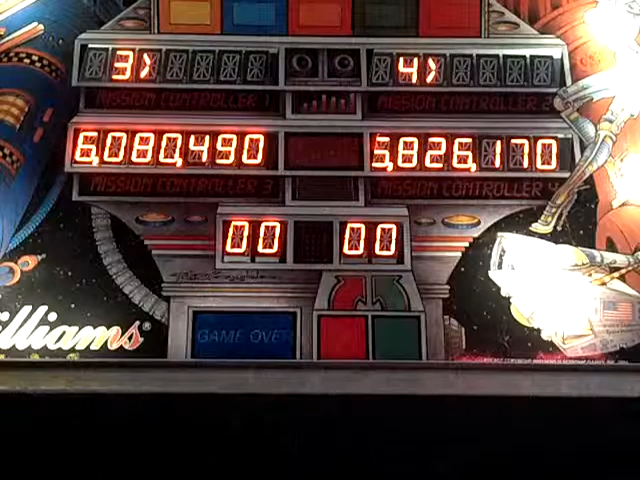 3> 4>
MISSION CONTROLLER 1 MISSION CONTROLLER 2
6,080,490 5,826,170
MISSION CONTROLLER 3 MISSION CONTROLLER 4
00 00
lliams®
GAME OVER